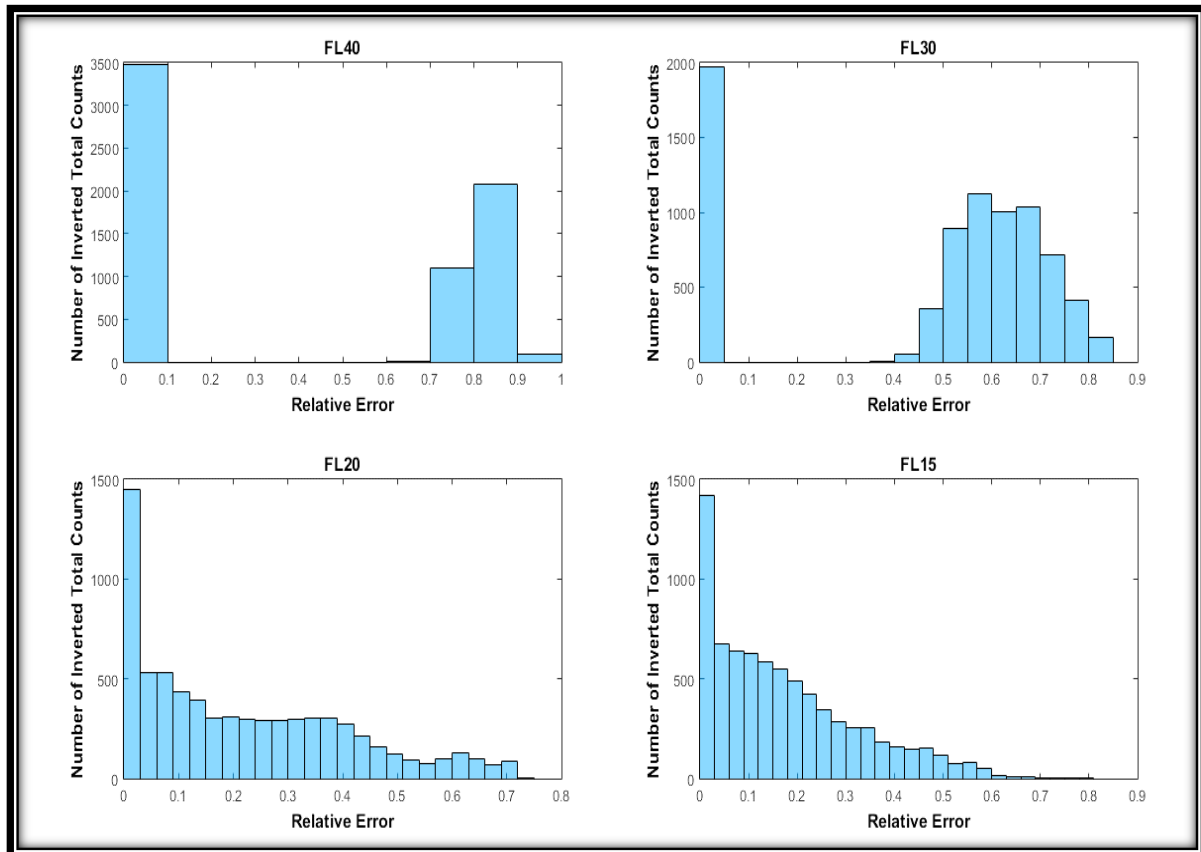 FL40
Number of Inverted Total Counts
3500
3000
2500
2000
1500
1000
500
0
0 0.1 0.2 0.3 0.4 0.5 0.6 0.7 0.8 0.9 1
Relative Error
FL30
Number of Inverted Total Counts
2000
1500
1000
500
0
0 0.1 0.2 0.3 0.4 0.5 0.6 0.7 0.8 0.9
Relative Error
FL20
Number of Inverted Total Counts
1500
1000
500
0
0 0.1 0.2 0.3 0.4 0.5 0.6 0.7 0.8
Relative Error
FL15
Number of Inverted Total Counts
1500
1000
500
0
0 0.1 0.2 0.3 0.4 0.5 0.6 0.7 0.8 0.9
Relative Error